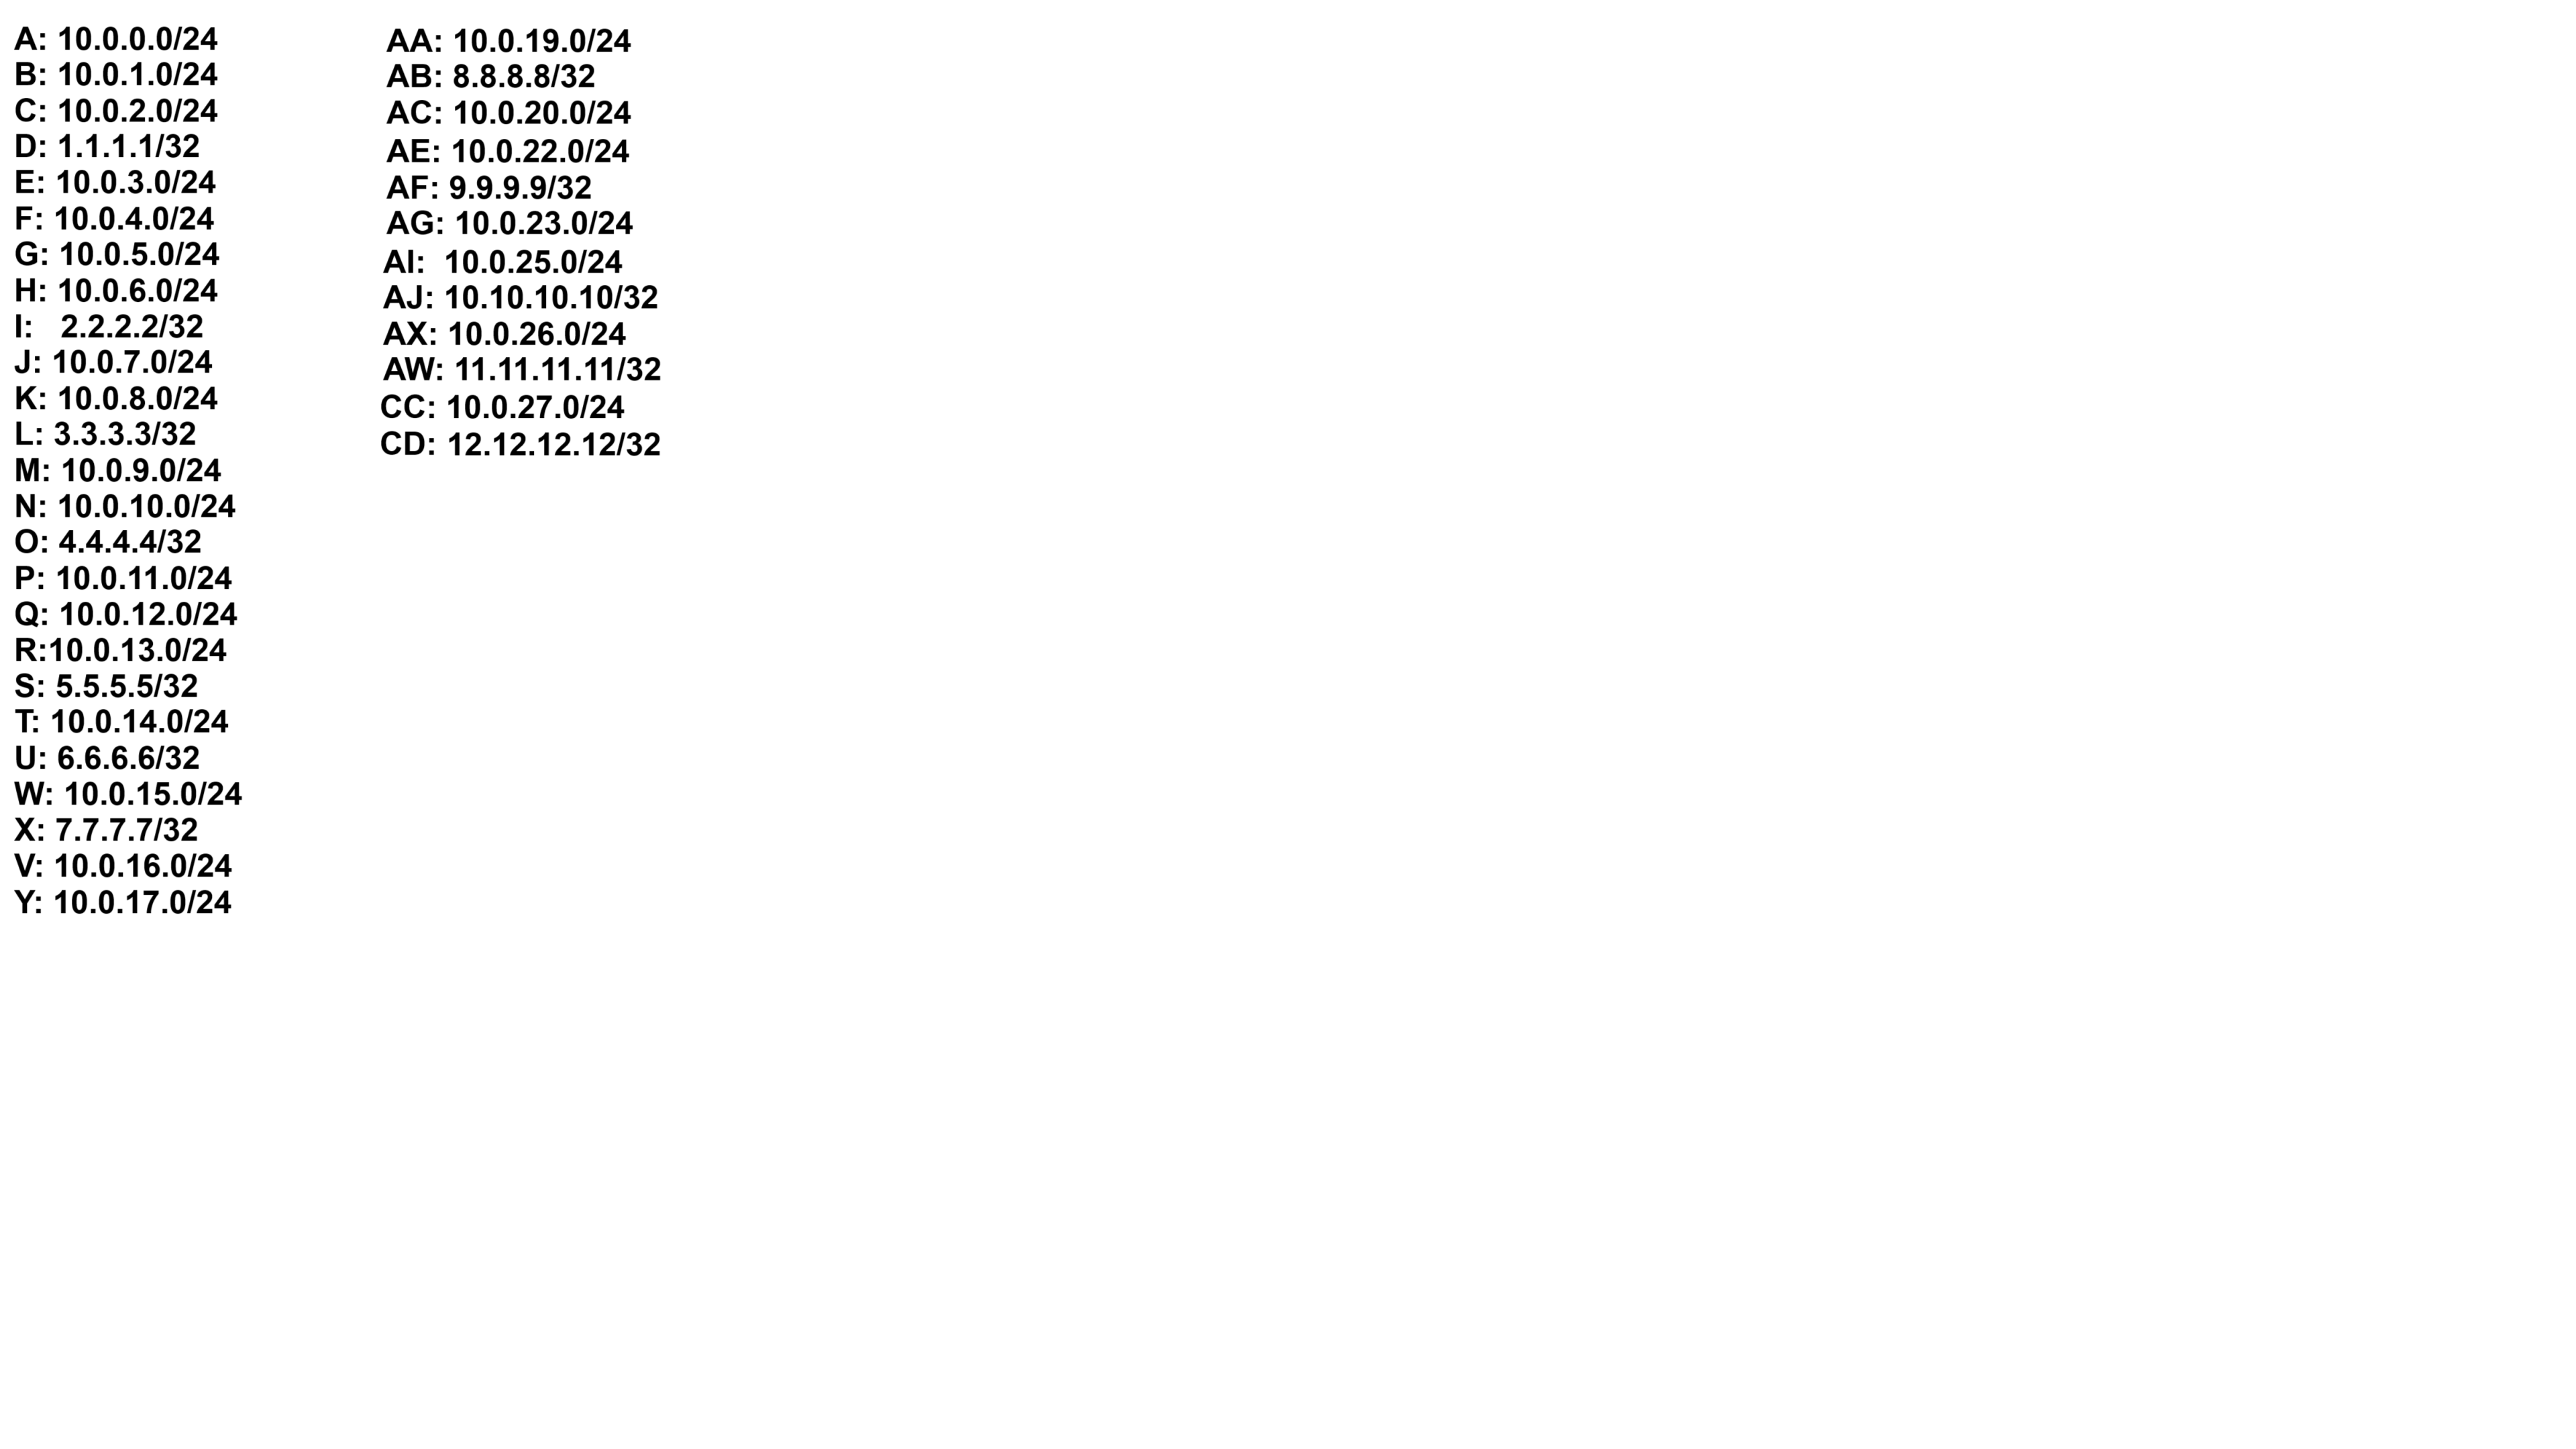 A: 10.0.0.0/24
B: 10.0.1.0/24
C: 10.0.2.0/24
D: 1.1.1.1/32
E: 10.0.3.0/24
F: 10.0.4.0/24
G: 10.0.5.0/24
H: 10.0.6.0/24
I: 2.2.2.2/32
J: 10.0.7.0/24
K: 10.0.8.0/24
L: 3.3.3.3/32
M: 10.0.9.0/24
N: 10.0.10.0/24
O: 4.4.4.4/32
P: 10.0.11.0/24
Q: 10.0.12.0/24
R:10.0.13.0/24
S: 5.5.5.5/32
T: 10.0.14.0/24
U: 6.6.6.6/32
W: 10.0.15.0/24
X: 7.7.7.7/32
V: 10.0.16.0/24
Y: 10.0.17.0/24
AA: 10.0.19.0/24
AB: 8.8.8.8/32
AC: 10.0.20.0/24
AE: 10.0.22.0/24
AF: 9.9.9.9/32
AG: 10.0.23.0/24
AI: 10.0.25.0/24
AJ: 10.10.10.10/32
AX: 10.0.26.0/24
AW: 11.11.11.11/32
CC: 10.0.27.0/24
CD: 12.12.12.12/32